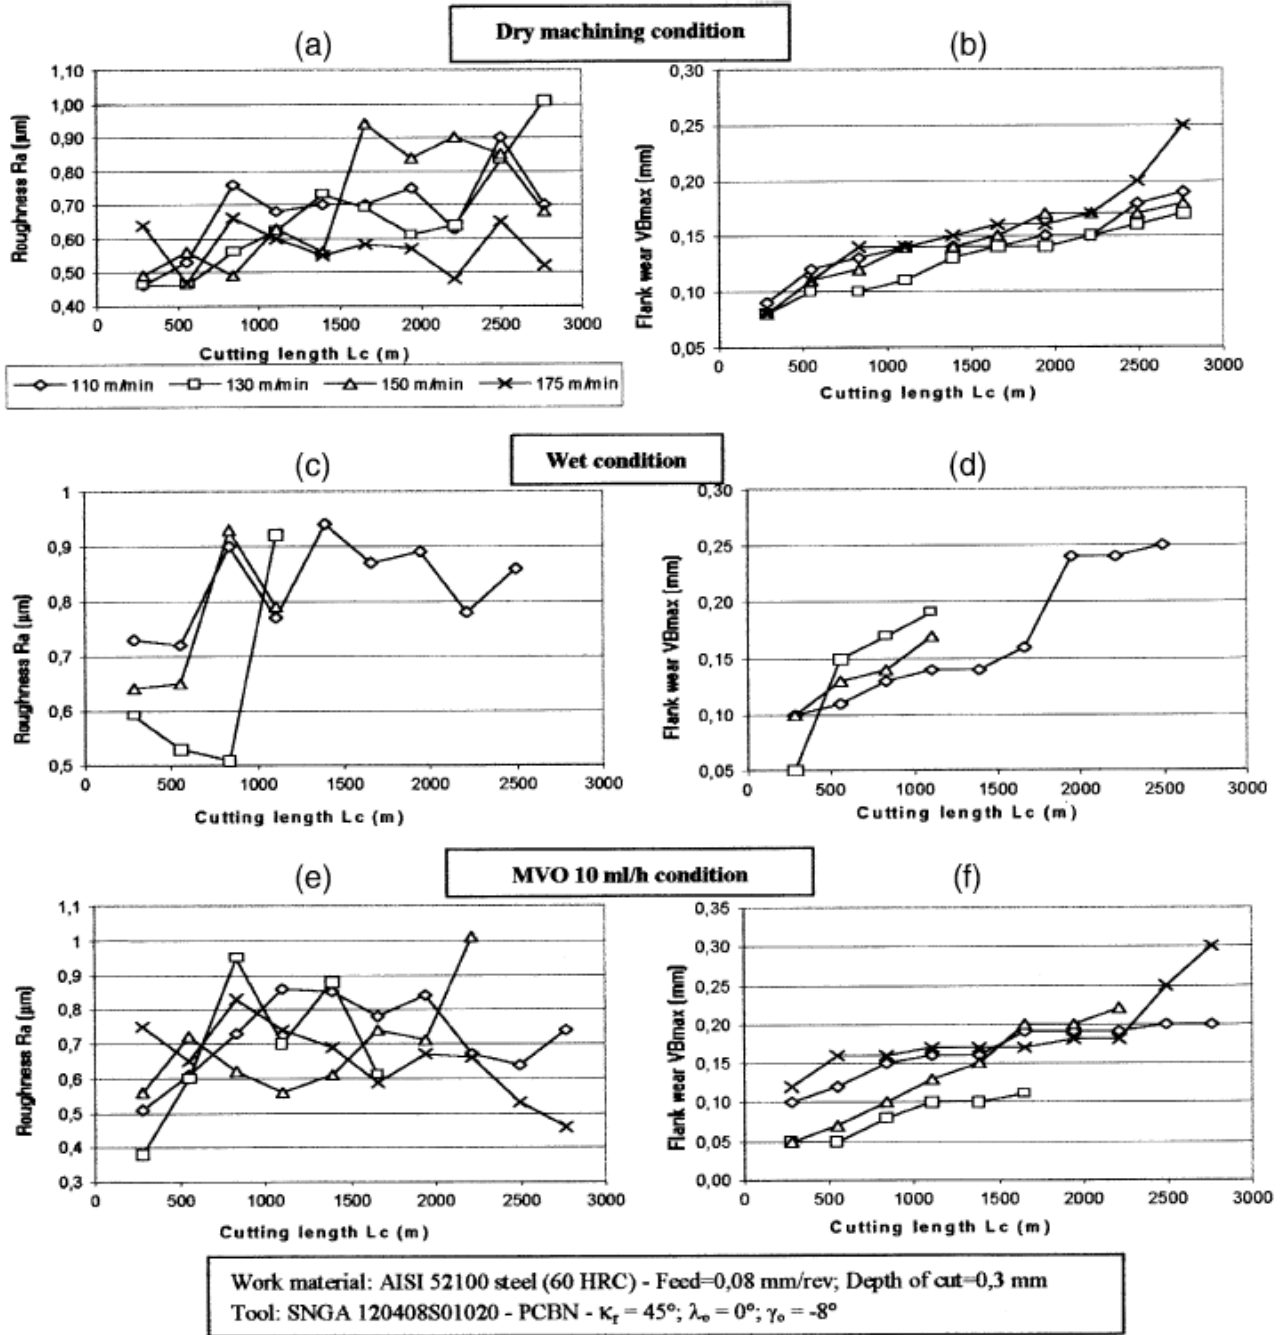 Dry machining condition
(a)
(b)
Roughness Ra (µm)
1,10
1,00
0,90
0,80
0,70
0,60
0,50
0,40
0 500 1000 1500 2000 2500 3000
Cutting length Lc (m)
Flank wear VBmax (mm)
0,30
0,25
0,20
0,15
0,10
0,05
0 500 1000 1500 2000 2500 3000
Cutting length Lc (m)
110 m/min 130 m/min 150 m/min 175 m/min
Wet condition
(c)
(d)
Roughness Ra (µm)
1
0,9
0,8
0,7
0,6
0,5
0 500 1000 1500 2000 2500 3000
Cutting length Lc (m)
Flank wear VBmax (mm)
0,30
0,25
0,20
0,15
0,10
0,05
0 500 1000 1500 2000 2500 3000
Cutting length Lc (m)
MVO 10 ml/h condition
(e)
(f)
Roughness Ra (µm)
1,1
1
0,9
0,8
0,7
0,6
0,5
0,4
0,3
0 500 1000 1500 2000 2500 3000
Cutting length Lc (m)
Flank wear VBmax (mm)
0,35
0,30
0,25
0,20
0,15
0,10
0,05
0,00
0 500 1000 1500 2000 2500 3000
Cutting length Lc (m)
Work material: AISI 52100 steel (60 HRC) - Feed=0,08 mm/rev; Depth of cut=0,3 mm
Tool: SNGA 120408S01020 - PCBN - κr = 45°; λo = 0°; γo = -8°